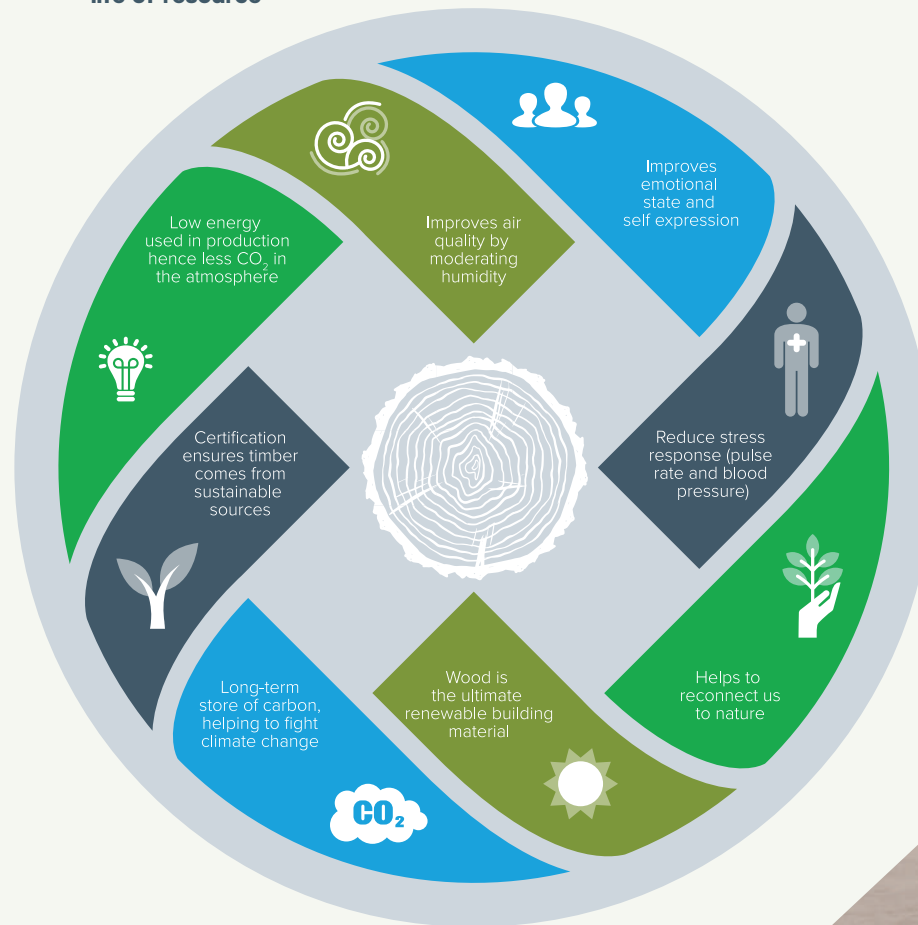 Improves
emotional
state and
self expression
Improves air
quality by
moderating
humidity
Low energy
used in production
hence less CO₂ in
the atmosphere
Certification
ensures timber
comes from
sustainable
sources
Reduce stress
response (pulse
rate and blood
pressure)
Helps to
reconnect us
to nature
Wood is
the ultimate
renewable building
material
Long-term
store of carbon,
helping to fight
climate change
CO₂